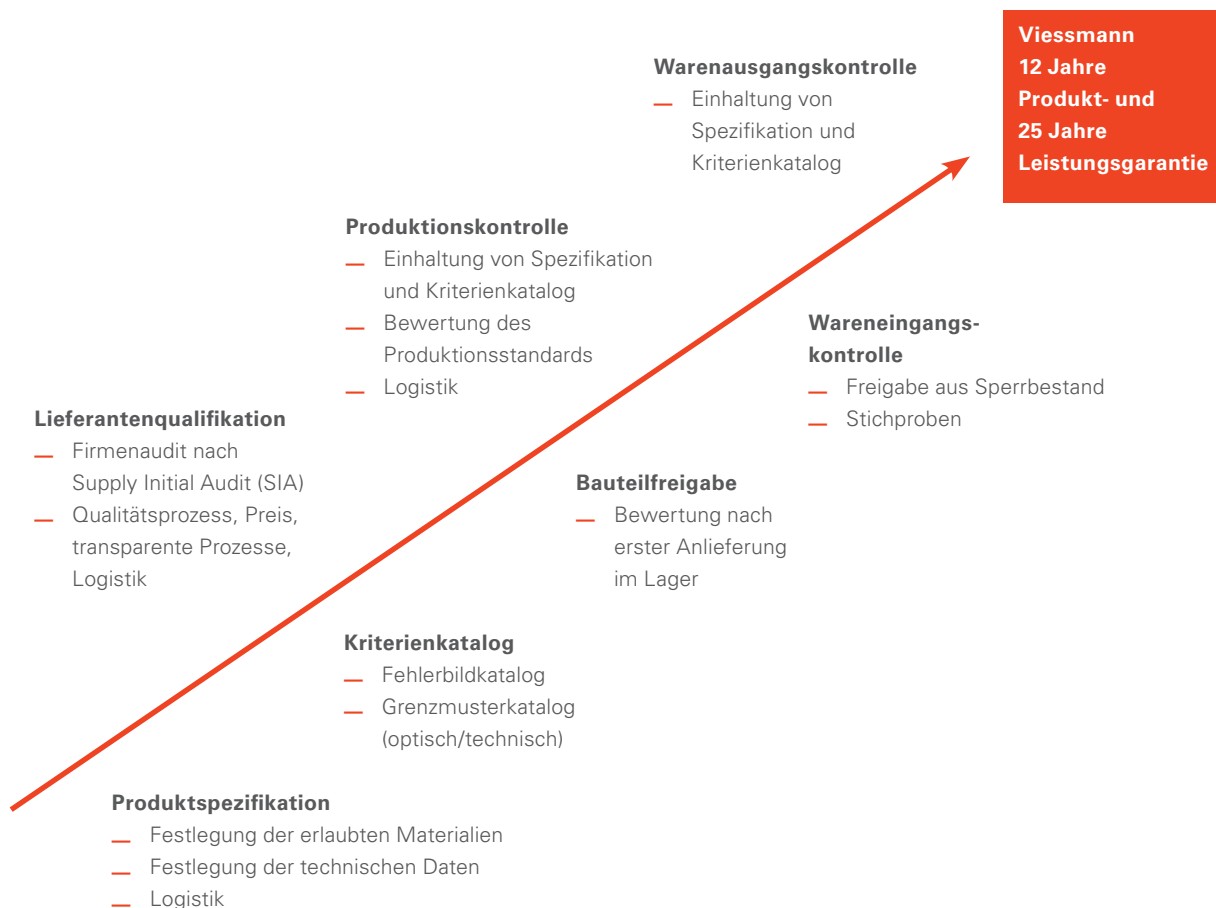 Viessmann
12 Jahre
Produkt- und
25 Jahre
Leistungsgarantie
Warenausgangskontrolle
Einhaltung von
Spezifikation und
Kriterienkatalog
Produktionskontrolle
Einhaltung von Spezifikation
und Kriterienkatalog
Bewertung des
Produktionsstandards
Logistik
Wareneingangs-
kontrolle
Freigabe aus Sperrbestand
Stichproben
Lieferantenqualifikation
Firmenaudit nach
Supply Initial Audit (SIA)
Qualitätsprozess, Preis,
transparente Prozesse,
Logistik
Bauteilfreigabe
Bewertung nach
erster Anlieferung
im Lager
Kriterienkatalog
Fehlerbildkatalog
Grenzmusterkatalog
(optisch/technisch)
Produktspezifikation
Festlegung der erlaubten Materialien
Festlegung der technischen Daten
Logistik